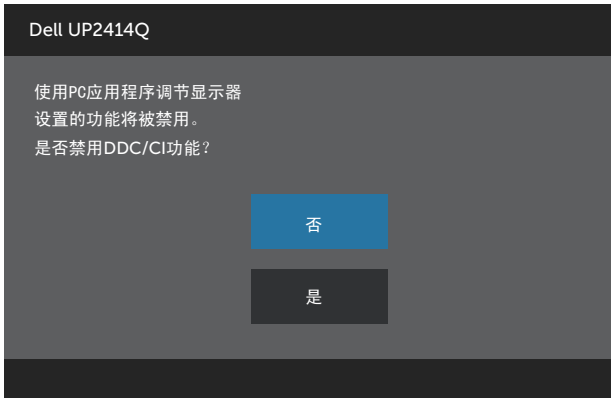 Dell UP2414Q
使用PC应用程序调节显示器
设置的功能将被禁用。
是否禁用DDC/CI功能?
否
是